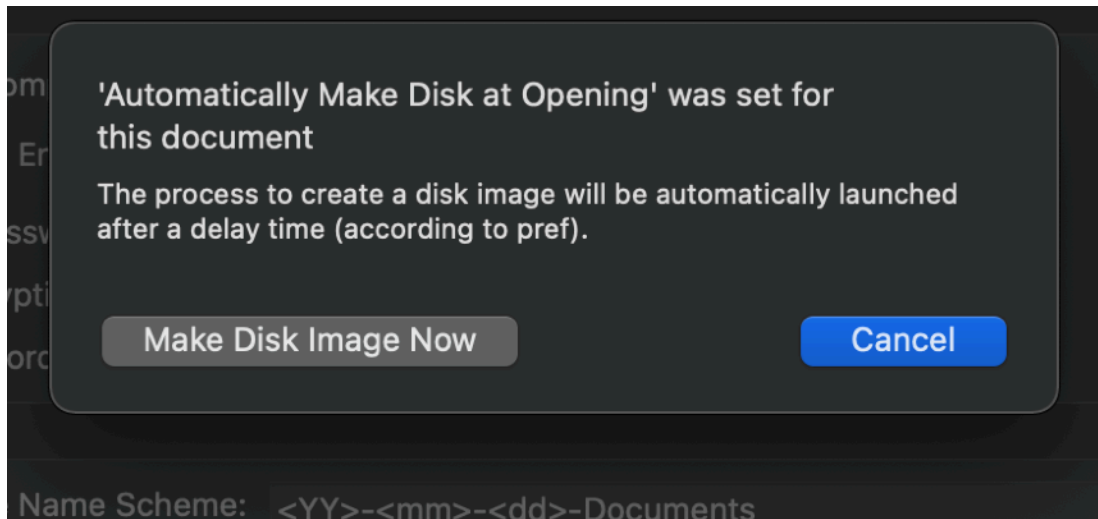 'Automatically Make Disk at Opening' was set for
this document
The process to create a disk image will be automatically launched
after a delay time (according to pref).
Make Disk Image Now
Cancel
Name Scheme: <YY>-<mm>-<dd>-Documents